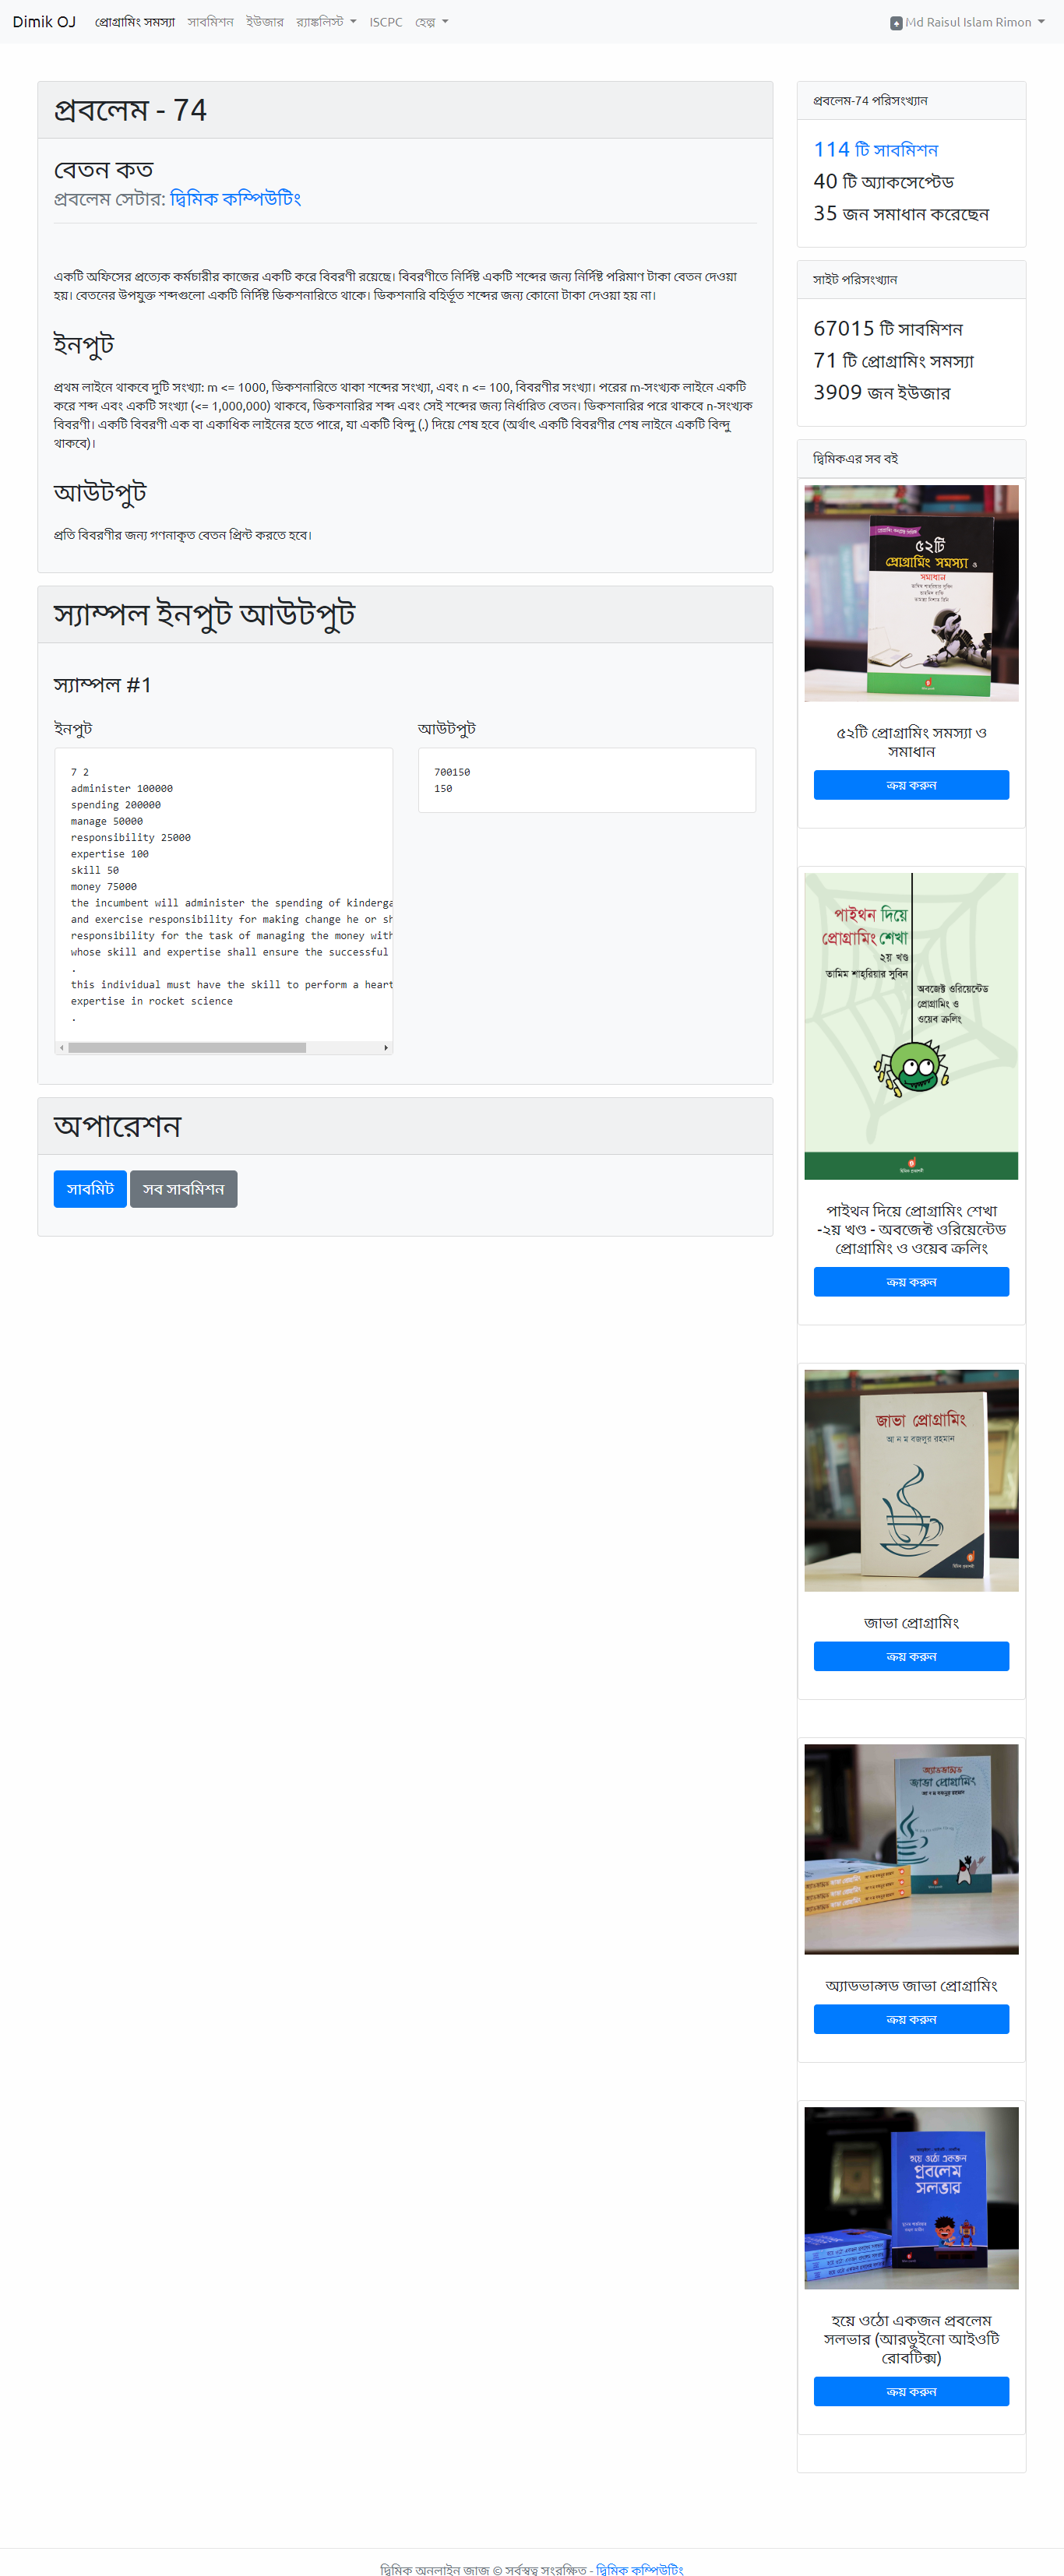 Dimik OJ প্রোগ্রামিং সমস্যা সাবমিশন ইউজার র‍্যাঙ্কলিস্ট ISCPC হেল্প Md Raisul Islam Rimon
প্রবলেম - 74
বেতন কত
প্রবলেম সেটার: দ্বিমিক কম্পিউটিং
একটি অফিসের প্রত্যেক কর্মচারীর কাজের একটি করে বিবরণী রয়েছে। বিবরণীতে নির্দিষ্ট একটি শব্দের জন্য নির্দিষ্ট পরিমাণ টাকা বেতন দেওয়া
হয়। বেতনের উপযুক্ত শব্দগুলো একটি নির্দিষ্ট ডিকশনারিতে থাকে। ডিকশনারি বহির্ভূত শব্দের জন্য কোনো টাকা দেওয়া হয় না।
ইনপুট
প্রথম লাইনে থাকবে দুটি সংখ্যা: m <= 1000, ডিকশনারিতে থাকা শব্দের সংখ্যা, এবং n <= 100, বিবরণীর সংখ্যা। পরের m-সংখ্যক লাইনে একটি
করে শব্দ এবং একটি সংখ্যা (<= 1,000,000) থাকবে, ডিকশনারির শব্দ এবং সেই শব্দের জন্য নির্ধারিত বেতন। ডিকশনারির পরে থাকবে n-সংখ্যক
বিবরণী। একটি বিবরণী এক বা একাধিক লাইনের হতে পারে, যা একটি বিন্দু (.) দিয়ে শেষ হবে (অর্থাৎ একটি বিবরণীর শেষ লাইনে একটি বিন্দু
থাকবে)।
আউটপুট
প্রতি বিবরণীর জন্য গণনাকৃত বেতন প্রিন্ট করতে হবে।
স্যাম্পল ইনপুট আউটপুট
স্যাম্পল #1
ইনপুট
7 2
administer 100000
spending 200000
manage 50000
responsibility 25000
expertise 100
skill 50
money 75000
the incumbent will administer the spending of kinderga
and exercise responsibility for making change he or sh
responsibility for the task of managing the money with
whose skill and expertise shall ensure the successful
.
this individual must have the skill to perform a heart
expertise in rocket science
.
আউটপুট
700150
150
অপারেশন
সাবমিট সব সাবমিশন
প্রবলেম-74 পরিসংখ্যান
114 টি সাবমিশন
40 টি অ্যাকসেপ্টেড
35 জন সমাধান করেছেন
সাইট পরিসংখ্যান
67015 টি সাবমিশন
71 টি প্রোগ্রামিং সমস্যা
3909 জন ইউজার
দ্বিমিকএর সব বই
৫২টি
প্রোগ্রামিং সমস্যা ও
সমাধান
৫২টি প্রোগ্রামিং সমস্যা ও
সমাধান
ক্রয় করুন
পাইথন দিয়ে
প্রোগ্রামিং শেখা
২য় খণ্ড
তামিম শাহ্‌রিয়ার সুবিন
অবজেক্ট ওরিয়েন্টেড
প্রোগ্রামিং ও
ওয়েব ক্রলিং
পাইথন দিয়ে প্রোগ্রামিং শেখা
-২য় খণ্ড - অবজেক্ট ওরিয়েন্টেড
প্রোগ্রামিং ও ওয়েব ক্রলিং
ক্রয় করুন
জাভা প্রোগ্রামিং
আ ন ম বজলুর রহমান
জাভা প্রোগ্রামিং
ক্রয় করুন
অ্যাডভান্সড
জাভা প্রোগ্রামিং
অ্যাডভান্সড জাভা প্রোগ্রামিং
ক্রয় করুন
হয়ে ওঠো একজন
প্রবলেম
সলভার
হয়ে ওঠো একজন প্রবলেম
সলভার (আরডুইনো আইওটি
রোবটিক্স)
ক্রয় করুন
দ্বিমিক অনলাইন জাজ © সর্বস্বত্ব সংরক্ষিত - দ্বিমিক কম্পিউটিং